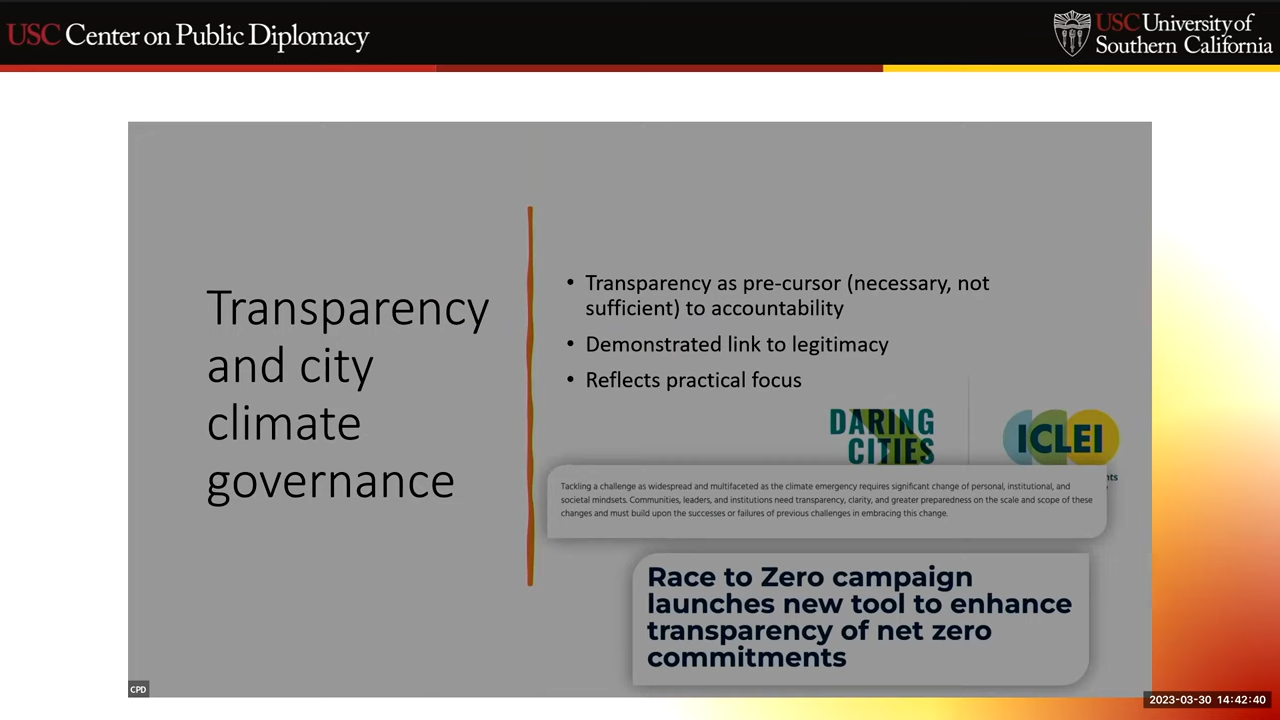 USC Center on Public Diplomacy
USC University of
Southern California
Transparency
and city
climate
governance
• Transparency as pre-cursor (necessary, not
sufficient) to accountability
• Demonstrated link to legitimacy
• Reflects practical focus
DARING
CITIES
ICLEI
nts
Tackling a challenge as widespread and multifaceted as the climate emergency requires significant change of personal, institutional, and
societal mindsets. Communities, leaders, and institutions need transparency, clarity, and greater preparedness on the scale and scope of these
changes and must build upon the successes or failures of previous challenges in embracing this change.
Race to Zero campaign
launches new tool to enhance
transparency of net zero
commitments
CPD
2023-03-30 14:42:40